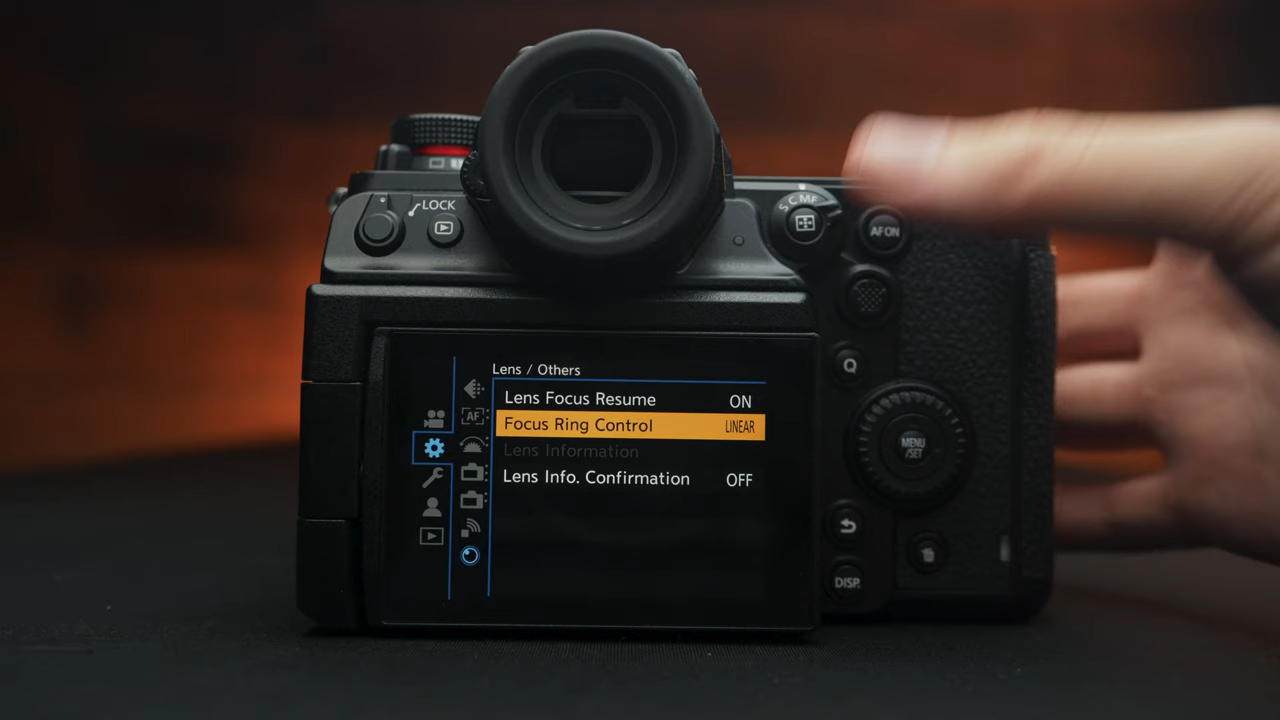 LOCK
S C MF
AF ON
Q
Lens / Others
AF
Lens Focus Resume ON
Focus Ring Control LINEAR
Lens Information
Lens Info. Confirmation OFF
MENU
/SET
DISP.